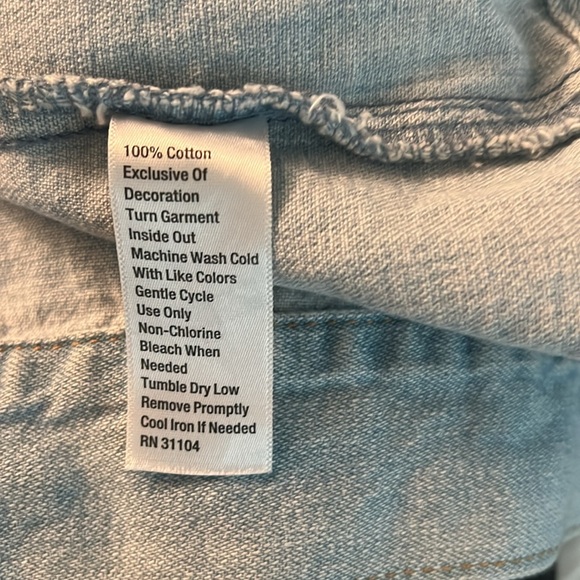 100% Cotton
Exclusive Of
Decoration
Turn Garment
Inside Out
Machine Wash Cold
With Like Colors
Gentle Cycle
Use Only
Non-Chlorine
Bleach When
Needed
Tumble Dry Low
Remove Promptly
Cool Iron If Needed
RN 31104